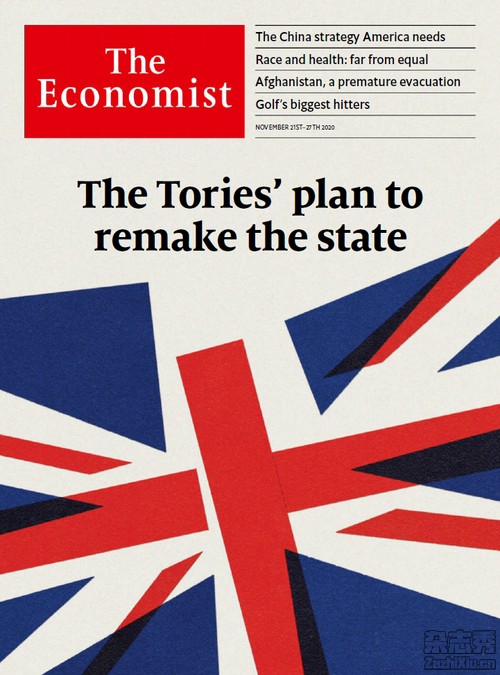 The
Economist
The China strategy America needs
Race and health: far from equal
Afghanistan, a premature evacuation
Golf's biggest hitters
NOVEMBER 21ST–27TH 2020
The Tories' plan to
remake the state
杂志秀
ZazhiXiu.cn